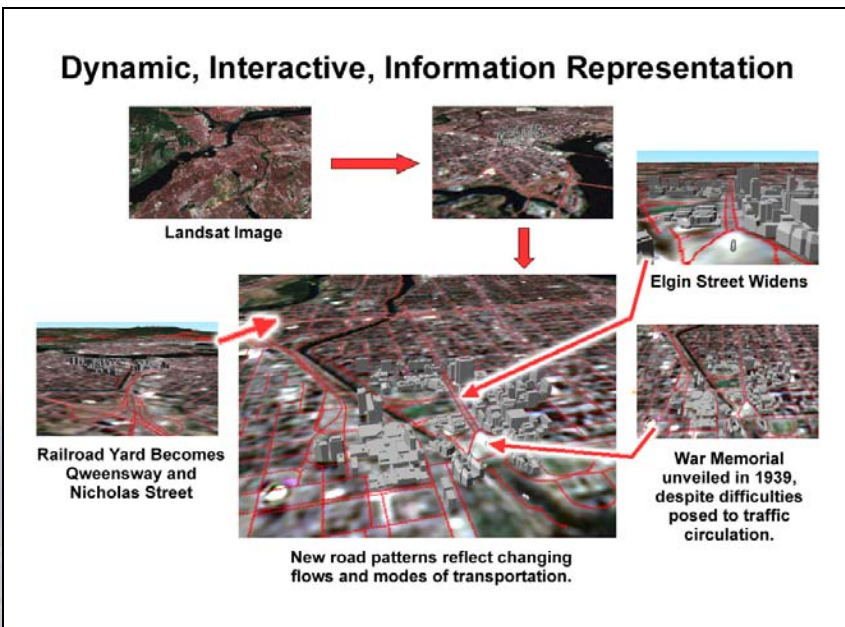 Dynamic, Interactive, Information Representation
Landsat Image
Elgin Street Widens
Railroad Yard Becomes
Qweensway and
Nicholas Street
War Memorial
unveiled in 1939,
despite difficulties
posed to traffic
circulation.
New road patterns reflect changing
flows and modes of transportation.